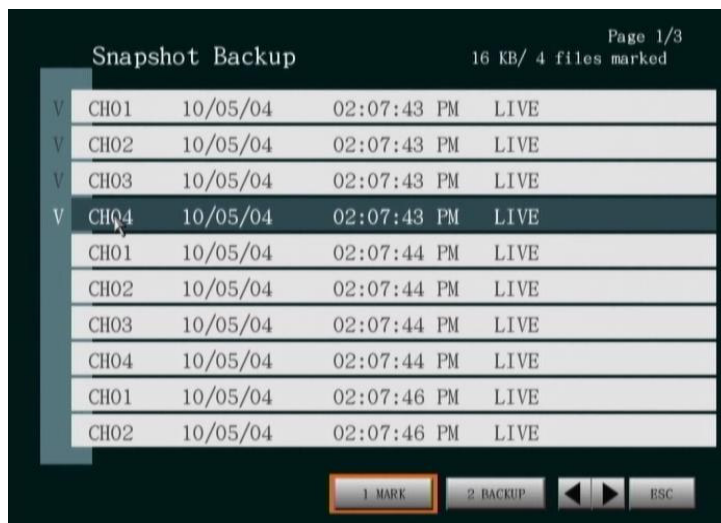 Page 1/3
Snapshot Backup 16 KB/ 4 files marked
V CH01 10/05/04 02:07:43 PM LIVE
V CH02 10/05/04 02:07:43 PM LIVE
V CH03 10/05/04 02:07:43 PM LIVE
V CH04 10/05/04 02:07:43 PM LIVE
CH01 10/05/04 02:07:44 PM LIVE
CH02 10/05/04 02:07:44 PM LIVE
CH03 10/05/04 02:07:44 PM LIVE
CH04 10/05/04 02:07:44 PM LIVE
CH01 10/05/04 02:07:46 PM LIVE
CH02 10/05/04 02:07:46 PM LIVE
1 MARK 2 BACKUP ESC